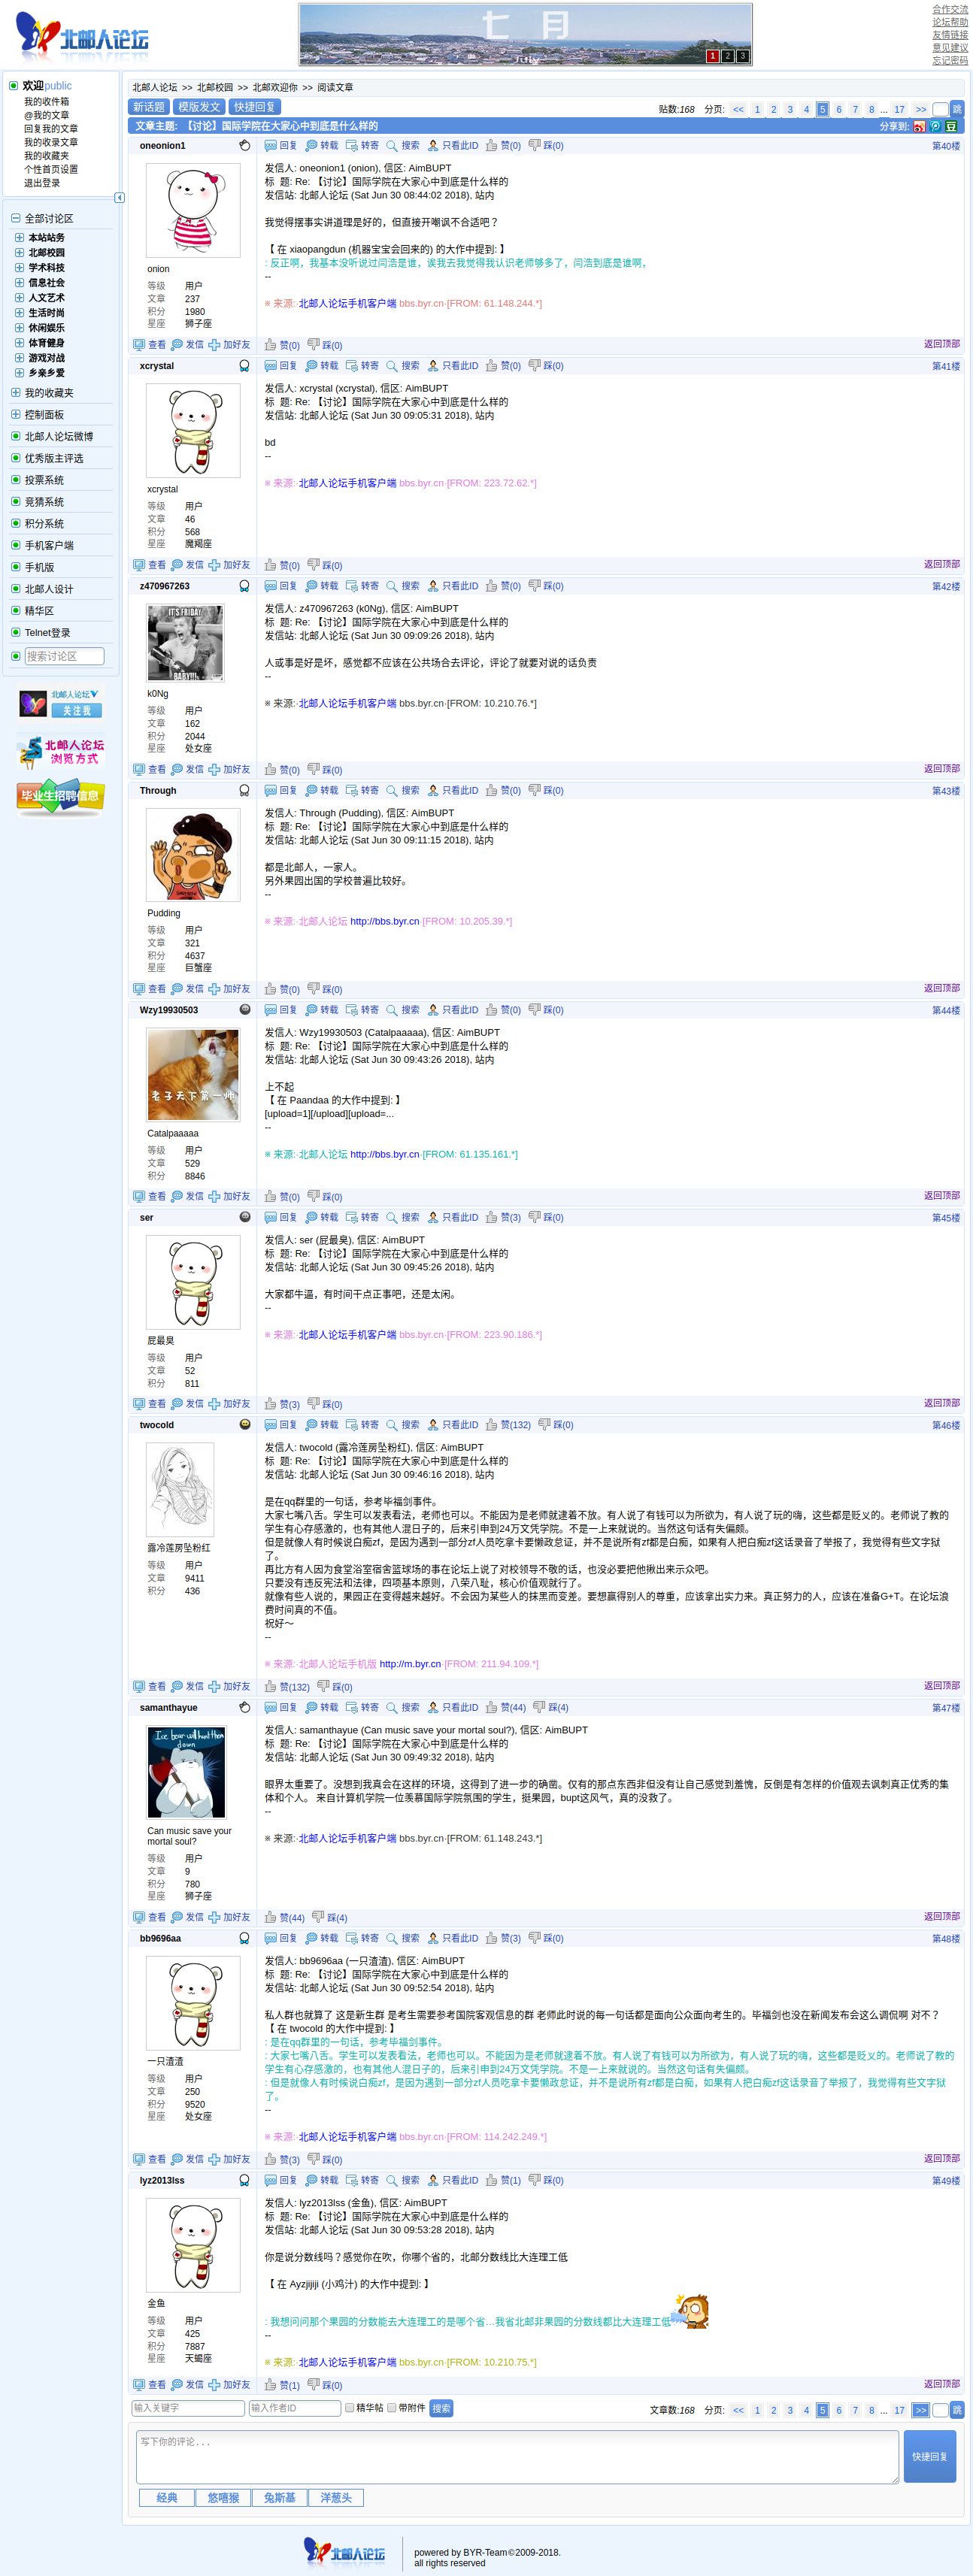 北邮人论坛
七 月
July
1 2 3
合作交流
论坛帮助
友情链接
意见建议
忘记密码
欢迎public
我的收件箱
@我的文章
回复我的文章
我的收录文章
我的收藏夹
个性首页设置
退出登录
全部讨论区
本站站务
北邮校园
学术科技
信息社会
人文艺术
生活时尚
休闲娱乐
体育健身
游戏对战
乡亲乡爱
我的收藏夹
控制面板
北邮人论坛微博
优秀版主评选
投票系统
竞猜系统
积分系统
手机客户端
手机版
北邮人设计
精华区
Telnet登录
搜索讨论区
北邮人论坛
关注我
北邮人论坛
浏览方式
毕业生招聘信息
北邮人论坛 >> 北邮校园 >> 北邮欢迎你 >> 阅读文章
新话题 模版发文 快捷回复
贴数:168 分页: << 1 2 3 4 5 6 7 8 ... 17 >> 跳
文章主题: 【讨论】国际学院在大家心中到底是什么样的
分享到:
oneonion1
回复 转载 转寄 搜索 只看此ID 赞(0) 踩(0) 第40楼
onion
等级 用户
文章 237
积分 1980
星座 狮子座
发信人: oneonion1 (onion), 信区: AimBUPT
标 题: Re: 【讨论】国际学院在大家心中到底是什么样的
发信站: 北邮人论坛 (Sat Jun 30 08:44:02 2018), 站内
我觉得摆事实讲道理是好的，但直接开嘲讽不合适吧？
【 在 xiaopangdun (机器宝宝会回来的) 的大作中提到: 】
: 反正啊，我基本没听说过闫浩是谁，诶我去我觉得我认识老师够多了，闫浩到底是谁啊，
--
※ 来源:·北邮人论坛手机客户端 bbs.byr.cn·[FROM: 61.148.244.*]
查看 发信 加好友 赞(0) 踩(0) 返回顶部
xcrystal
回复 转载 转寄 搜索 只看此ID 赞(0) 踩(0) 第41楼
xcrystal
等级 用户
文章 46
积分 568
星座 魔羯座
发信人: xcrystal (xcrystal), 信区: AimBUPT
标 题: Re: 【讨论】国际学院在大家心中到底是什么样的
发信站: 北邮人论坛 (Sat Jun 30 09:05:31 2018), 站内
bd
--
※ 来源:·北邮人论坛手机客户端 bbs.byr.cn·[FROM: 223.72.62.*]
查看 发信 加好友 赞(0) 踩(0) 返回顶部
z470967263
回复 转载 转寄 搜索 只看此ID 赞(0) 踩(0) 第42楼
IT'S FRIDAY
BABY!!!
k0Ng
等级 用户
文章 162
积分 2044
星座 处女座
发信人: z470967263 (k0Ng), 信区: AimBUPT
标 题: Re: 【讨论】国际学院在大家心中到底是什么样的
发信站: 北邮人论坛 (Sat Jun 30 09:09:26 2018), 站内
人或事是好是坏，感觉都不应该在公共场合去评论，评论了就要对说的话负责
--
※ 来源:·北邮人论坛手机客户端 bbs.byr.cn·[FROM: 10.210.76.*]
查看 发信 加好友 赞(0) 踩(0) 返回顶部
Through
回复 转载 转寄 搜索 只看此ID 赞(0) 踩(0) 第43楼
Pudding
等级 用户
文章 321
积分 4637
星座 巨蟹座
发信人: Through (Pudding), 信区: AimBUPT
标 题: Re: 【讨论】国际学院在大家心中到底是什么样的
发信站: 北邮人论坛 (Sat Jun 30 09:11:15 2018), 站内
都是北邮人，一家人。
另外果园出国的学校普遍比较好。
--
※ 来源:·北邮人论坛 http://bbs.byr.cn·[FROM: 10.205.39.*]
查看 发信 加好友 赞(0) 踩(0) 返回顶部
Wzy19930503
回复 转载 转寄 搜索 只看此ID 赞(0) 踩(0) 第44楼
老子天下第一帅
Catalpaaaaa
等级 用户
文章 529
积分 8846
发信人: Wzy19930503 (Catalpaaaaa), 信区: AimBUPT
标 题: Re: 【讨论】国际学院在大家心中到底是什么样的
发信站: 北邮人论坛 (Sat Jun 30 09:43:26 2018), 站内
上不起
【 在 Paandaa 的大作中提到: 】
[upload=1][/upload][upload=...
--
※ 来源:·北邮人论坛 http://bbs.byr.cn·[FROM: 61.135.161.*]
查看 发信 加好友 赞(0) 踩(0) 返回顶部
ser
回复 转载 转寄 搜索 只看此ID 赞(3) 踩(0) 第45楼
屁最臭
等级 用户
文章 52
积分 811
发信人: ser (屁最臭), 信区: AimBUPT
标 题: Re: 【讨论】国际学院在大家心中到底是什么样的
发信站: 北邮人论坛 (Sat Jun 30 09:45:26 2018), 站内
大家都牛逼，有时间干点正事吧，还是太闲。
--
※ 来源:·北邮人论坛手机客户端 bbs.byr.cn·[FROM: 223.90.186.*]
查看 发信 加好友 赞(3) 踩(0) 返回顶部
twocold
回复 转载 转寄 搜索 只看此ID 赞(132) 踩(0) 第46楼
露冷莲房坠粉红
等级 用户
文章 9411
积分 436
发信人: twocold (露冷莲房坠粉红), 信区: AimBUPT
标 题: Re: 【讨论】国际学院在大家心中到底是什么样的
发信站: 北邮人论坛 (Sat Jun 30 09:46:16 2018), 站内
是在qq群里的一句话，参考毕福剑事件。
大家七嘴八舌。学生可以发表看法，老师也可以。不能因为是老师就逮着不放。有人说了有钱可以为所欲为，有人说了玩的嗨，这些都是贬义的。老师说了教的学生有心存感激的，也有其他人混日子的，后来引申到24万文凭学院。不是一上来就说的。当然这句话有失偏颇。
但是就像人有时候说白痴zf，是因为遇到一部分zf人员吃拿卡要懒政怠证，并不是说所有zf都是白痴，如果有人把白痴zf这话录音了举报了，我觉得有些文字狱了。
再比方有人因为食堂浴室宿舍篮球场的事在论坛上说了对校领导不敬的话，也没必要把他揪出来示众吧。
只要没有违反宪法和法律，四项基本原则，八荣八耻，核心价值观就行了。
就像有些人说的，果园正在变得越来越好。不会因为某些人的抹黑而变差。要想赢得别人的尊重，应该拿出实力来。真正努力的人，应该在准备G+T。在论坛浪费时间真的不值。
祝好~
--
※ 来源:·北邮人论坛手机版 http://m.byr.cn·[FROM: 211.94.109.*]
查看 发信 加好友 赞(132) 踩(0) 返回顶部
samanthayue
回复 转载 转寄 搜索 只看此ID 赞(44) 踩(4) 第47楼
Ice bear will hunt them down
Can music save your mortal soul?
等级 用户
文章 9
积分 780
星座 狮子座
发信人: samanthayue (Can music save your mortal soul?), 信区: AimBUPT
标 题: Re: 【讨论】国际学院在大家心中到底是什么样的
发信站: 北邮人论坛 (Sat Jun 30 09:49:32 2018), 站内
眼界太重要了。没想到我真会在这样的环境，这得到了进一步的确凿。仅有的那点东西非但没有让自己感觉到羞愧，反倒是有怎样的价值观去讽刺真正优秀的集体和个人。 来自计算机学院一位羡慕国际学院氛围的学生，挺果园，bupt这风气，真的没救了。
--
※ 来源:·北邮人论坛手机客户端 bbs.byr.cn·[FROM: 61.148.243.*]
查看 发信 加好友 赞(44) 踩(4) 返回顶部
bb9696aa
回复 转载 转寄 搜索 只看此ID 赞(3) 踩(0) 第48楼
一只渣渣
等级 用户
文章 250
积分 9520
星座 处女座
发信人: bb9696aa (一只渣渣), 信区: AimBUPT
标 题: Re: 【讨论】国际学院在大家心中到底是什么样的
发信站: 北邮人论坛 (Sat Jun 30 09:52:54 2018), 站内
私人群也就算了 这是新生群 是考生需要参考国院客观信息的群 老师此时说的每一句话都是面向公众面向考生的。毕福剑也没在新闻发布会这么调侃啊 对不？
【 在 twocold 的大作中提到: 】
: 是在qq群里的一句话，参考毕福剑事件。
: 大家七嘴八舌。学生可以发表看法，老师也可以。不能因为是老师就逮着不放。有人说了有钱可以为所欲为，有人说了玩的嗨，这些都是贬义的。老师说了教的学生有心存感激的，也有其他人混日子的，后来引申到24万文凭学院。不是一上来就说的。当然这句话有失偏颇。
: 但是就像人有时候说白痴zf，是因为遇到一部分zf人员吃拿卡要懒政怠证，并不是说所有zf都是白痴，如果有人把白痴zf这话录音了举报了，我觉得有些文字狱了。
--
※ 来源:·北邮人论坛手机客户端 bbs.byr.cn·[FROM: 114.242.249.*]
查看 发信 加好友 赞(3) 踩(0) 返回顶部
lyz2013lss
回复 转载 转寄 搜索 只看此ID 赞(1) 踩(0) 第49楼
金鱼
等级 用户
文章 425
积分 7887
星座 天蝎座
发信人: lyz2013lss (金鱼), 信区: AimBUPT
标 题: Re: 【讨论】国际学院在大家心中到底是什么样的
发信站: 北邮人论坛 (Sat Jun 30 09:53:28 2018), 站内
你是说分数线吗？感觉你在吹，你哪个省的，北邮分数线比大连理工低
【 在 Ayzjijiji (小鸡汁) 的大作中提到: 】
: 我想问问那个果园的分数能去大连理工的是哪个省…我省北邮非果园的分数线都比大连理工低
--
※ 来源:·北邮人论坛手机客户端 bbs.byr.cn·[FROM: 10.210.75.*]
查看 发信 加好友 赞(1) 踩(0) 返回顶部
输入关键字 输入作者ID 精华帖 带附件 搜索
文章数:168 分页: << 1 2 3 4 5 6 7 8 ... 17 >> 跳
写下你的评论...
快捷回复
经典 悠嘻猴 兔斯基 洋葱头
北邮人论坛
powered by BYR-Team©2009-2018.
all rights reserved